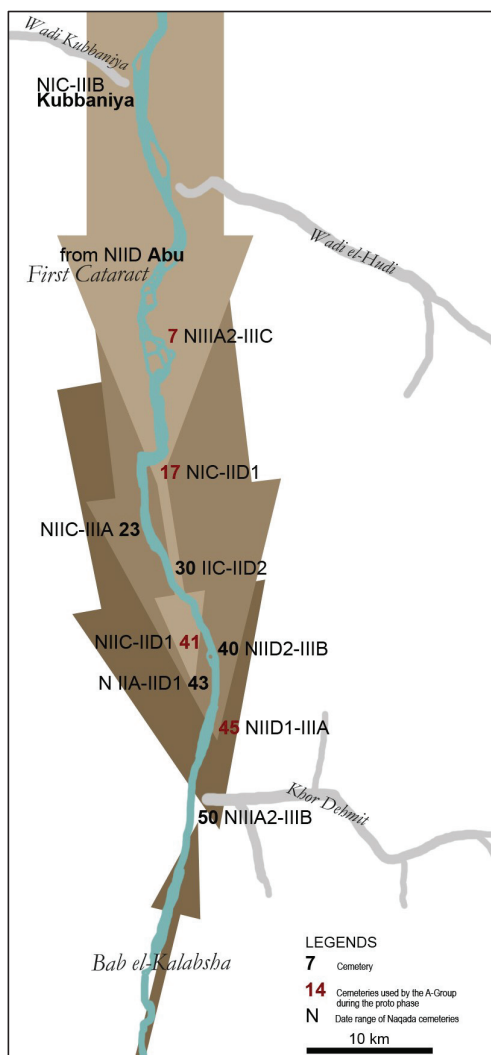 Wadi Kubbaniya
NIC-IIIB
Kubbaniya
Wadi el-Hudi
from NIID Abu
First Cataract
7 NIIIA2-IIIC
17 NIC-IID1
NIIC-IIIA 23
30 IIC-IID2
NIIC-IID1 41
40 NIID2-IIIB
N IIA-IID1 43
45 NIID1-IIIA
Khor Dehmit
50 NIIIA2-IIIB
Bab el-Kalabsha
LEGENDS
7 Cemetery
14 Cemeteries used by the A-Group
during the proto phase
N Date range of Naqada cemeteries
10 km